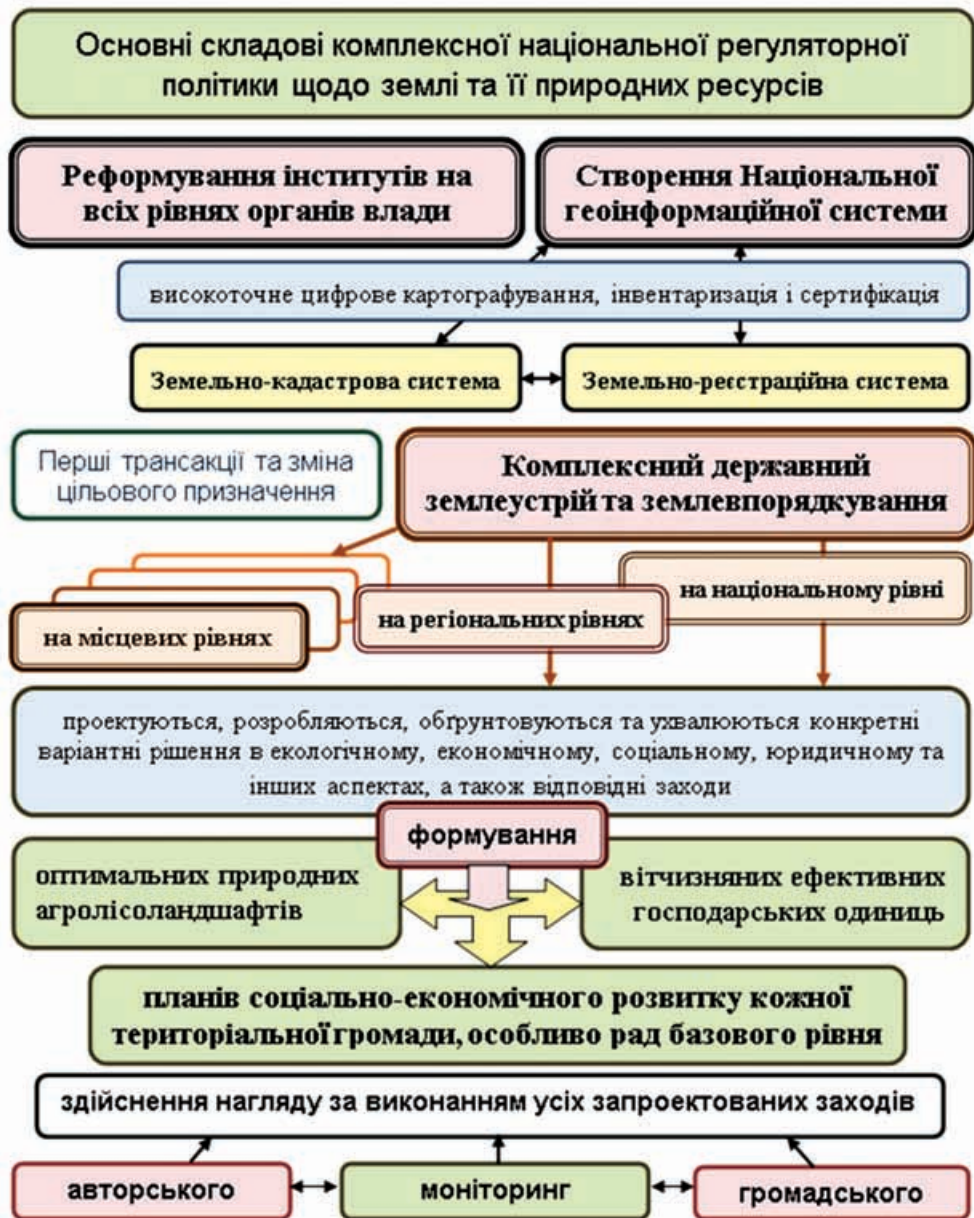 Основні складові комплексної національної регуляторної
політики щодо землі та її природних ресурсів
Реформування інститутів на
всіх рівнях органів влади
Створення Національної
геоінформаційної системи
високоточне цифрове картографування, інвентаризація і сертифікація
Земельно-кадастрова система
Земельно-реєстраційна система
Перші трансакції та зміна
цільового призначення
Комплексний державний
землеустрій та землевпорядкування
на місцевих рівнях
на регіональних рівнях
на національному рівні
проектуються, розробляються, обґрунтовуються та ухвалюються конкретні
варіантні рішення в екологічному, економічному, соціальному, юридичному та
інших аспектах, а також відповідні заходи
формування
оптимальних природних
агролісоландшафтів
вітчизняних ефективних
господарських одиниць
планів соціально-економічного розвитку кожної
територіальної громади, особливо рад базового рівня
здійснення нагляду за виконанням усіх запроектованих заходів
авторського
моніторинг
громадського